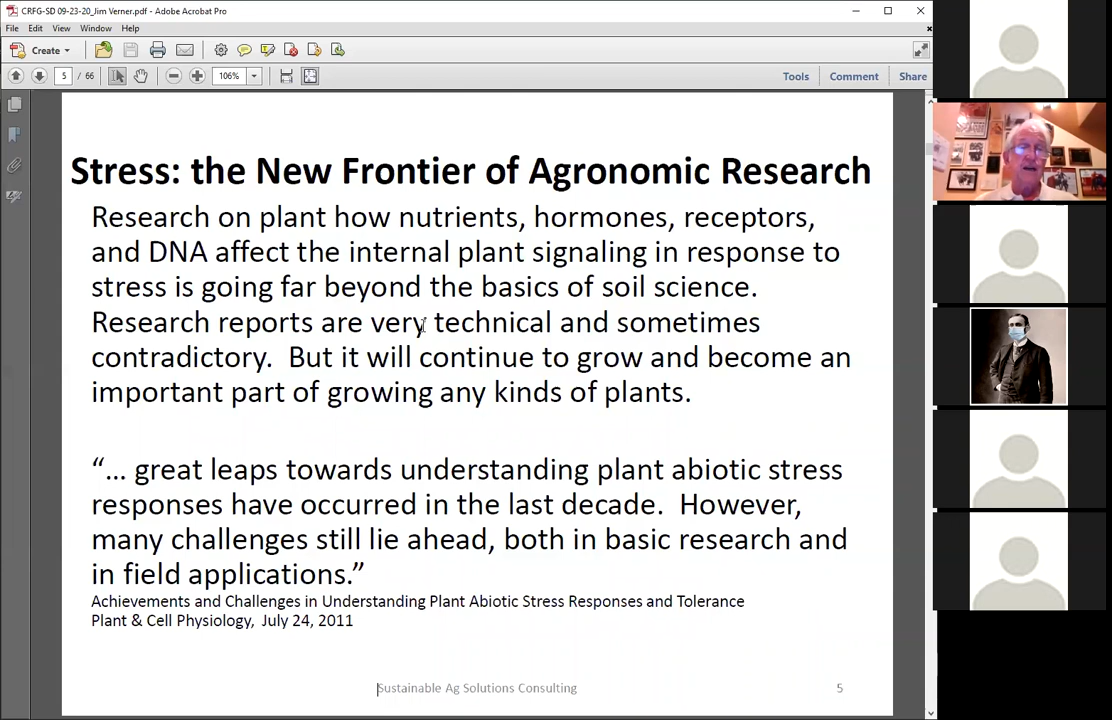 CRFG-SD 09-23-20_Jim Verner.pdf - Adobe Acrobat Pro
File Edit View Window Help
Create
5 / 66 106% Tools Comment Share
Stress: the New Frontier of Agronomic Research
Research on plant how nutrients, hormones, receptors,
and DNA affect the internal plant signaling in response to
stress is going far beyond the basics of soil science.
Research reports are very technical and sometimes
contradictory. But it will continue to grow and become an
important part of growing any kinds of plants.
“… great leaps towards understanding plant abiotic stress
responses have occurred in the last decade. However,
many challenges still lie ahead, both in basic research and
in field applications.”
Achievements and Challenges in Understanding Plant Abiotic Stress Responses and Tolerance
Plant & Cell Physiology, July 24, 2011
Sustainable Ag Solutions Consulting 5